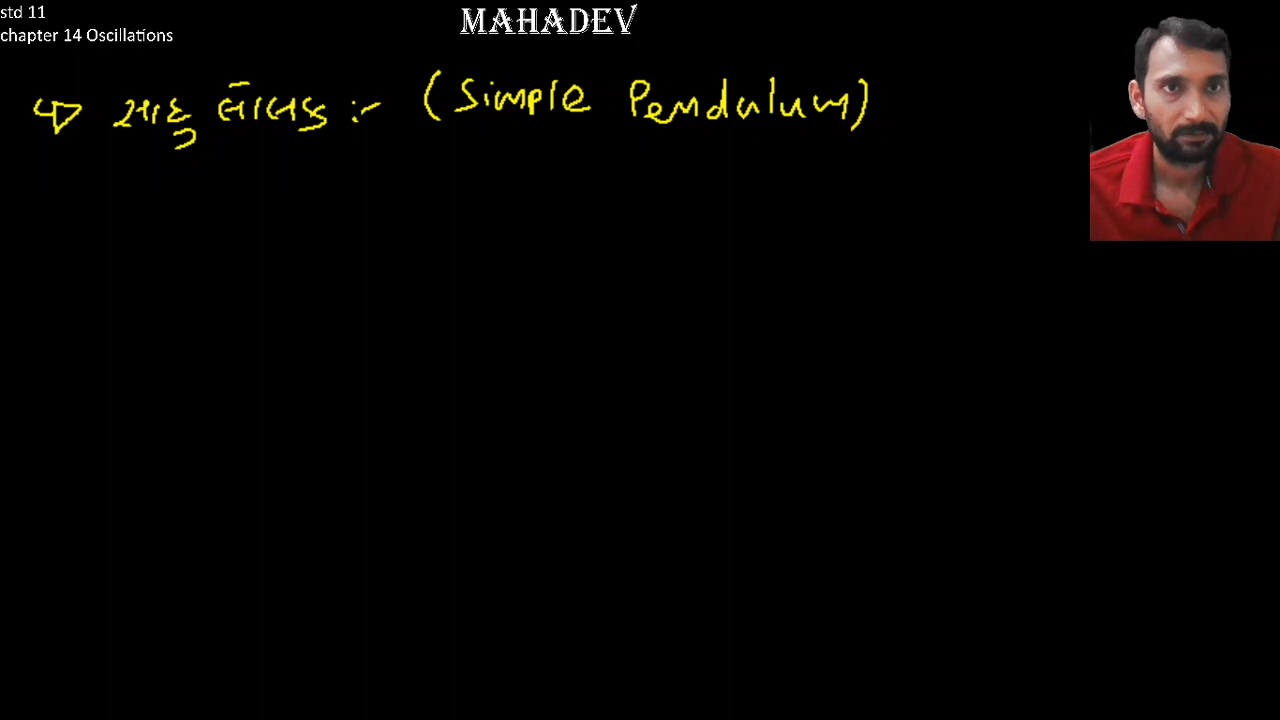 std 11
MAHADEV
chapter 14 Oscillations
⇒ સાદુ લોલક :- (Simple Pendulum)